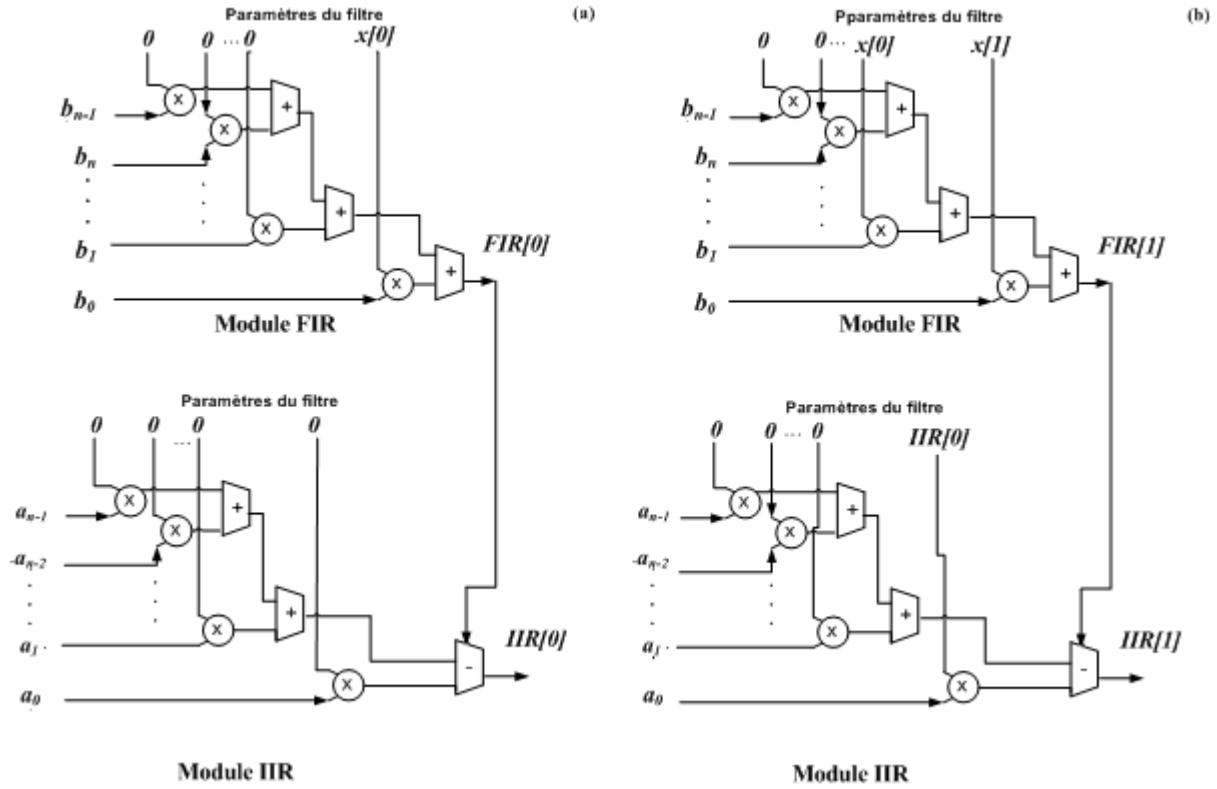 Paramètres du filtre (a)
0 0 ... 0 x[0]
x
+
b_{n-1}
x
b_n
+
x
b_1
FIR[0]
+
x
b_0
Module FIR
Paramètres du filtre
0 0 ... 0 0
x
+
a_{n-1}
x
-a_{n-2}
+
x
a_1.
IIR[0]
-
x
a_0
Module IIR
Pparamètres du filtre (b)
0 0... x[0] x[1]
x
+
b_{n-1}
x
b_n
+
x
b_1
FIR[1]
+
x
b_0
Module FIR
Paramètres du filtre
0 0 ... 0 IIR[0]
x
+
a_{n-1}
x
-a_{n-2}
+
x
a_1.
IIR[1]
-
x
a_0
Module IIR